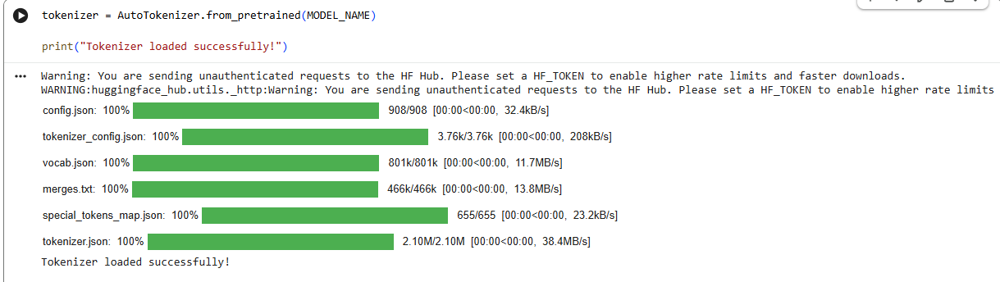 tokenizer = AutoTokenizer.from_pretrained(MODEL_NAME)
print("Tokenizer loaded successfully!")
Warning: You are sending unauthenticated requests to the HF Hub. Please set a HF_TOKEN to enable higher rate limits and faster downloads.
WARNING:huggingface_hub.utils._http:Warning: You are sending unauthenticated requests to the HF Hub. Please set a HF_TOKEN to enable higher rate limits
config.json: 100% 908/908 [00:00<00:00, 32.4kB/s]
tokenizer_config.json: 100% 3.76k/3.76k [00:00<00:00, 208kB/s]
vocab.json: 100% 801k/801k [00:00<00:00, 11.7MB/s]
merges.txt: 100% 466k/466k [00:00<00:00, 13.8MB/s]
special_tokens_map.json: 100% 655/655 [00:00<00:00, 23.2kB/s]
tokenizer.json: 100% 2.10M/2.10M [00:00<00:00, 38.4MB/s]
Tokenizer loaded successfully!